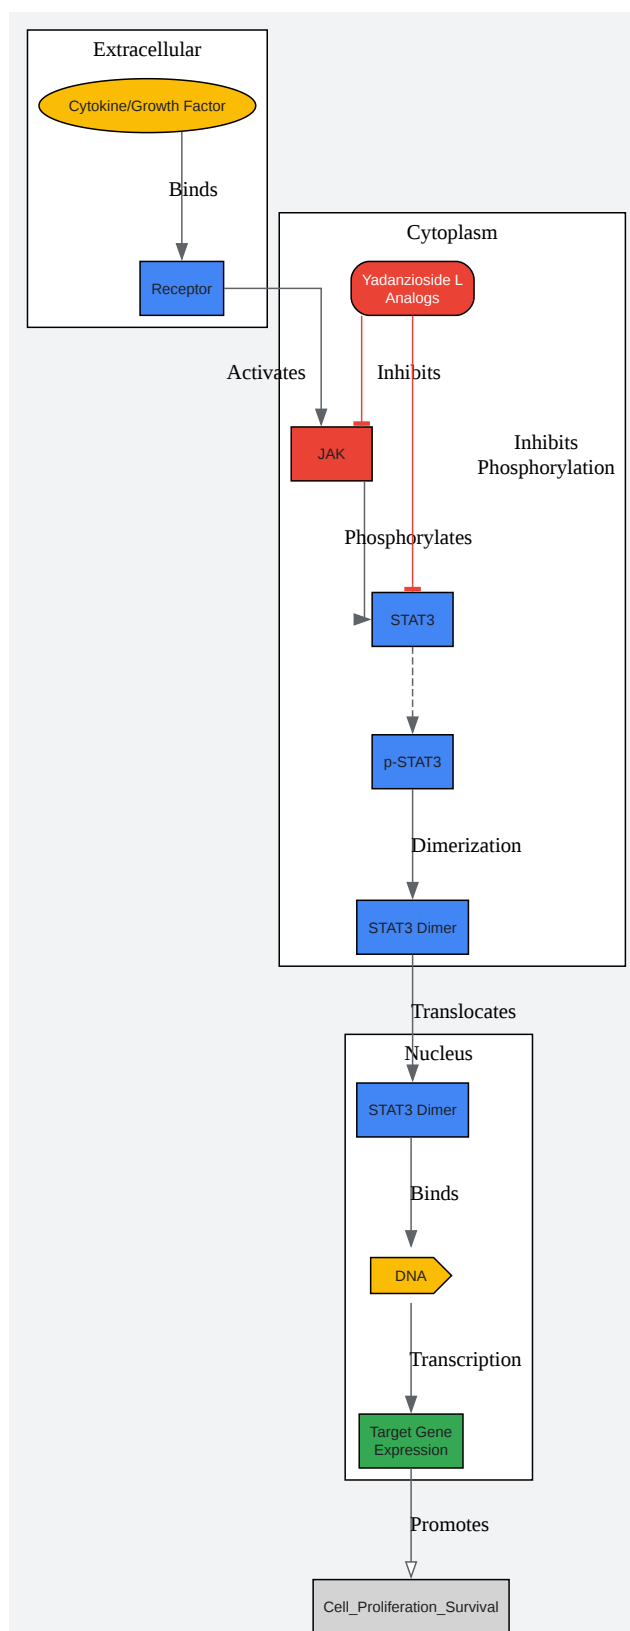 Extracellular
Cytokine/Growth Factor
Binds
Receptor
Cytoplasm
Yadanzioside L
Analogs
Activates
Inhibits
JAK
Inhibits
Phosphorylation
Phosphorylates
STAT3
p-STAT3
Dimerization
STAT3 Dimer
Translocates
Nucleus
STAT3 Dimer
Binds
DNA
Transcription
Target Gene
Expression
Promotes
Cell_Proliferation_Survival